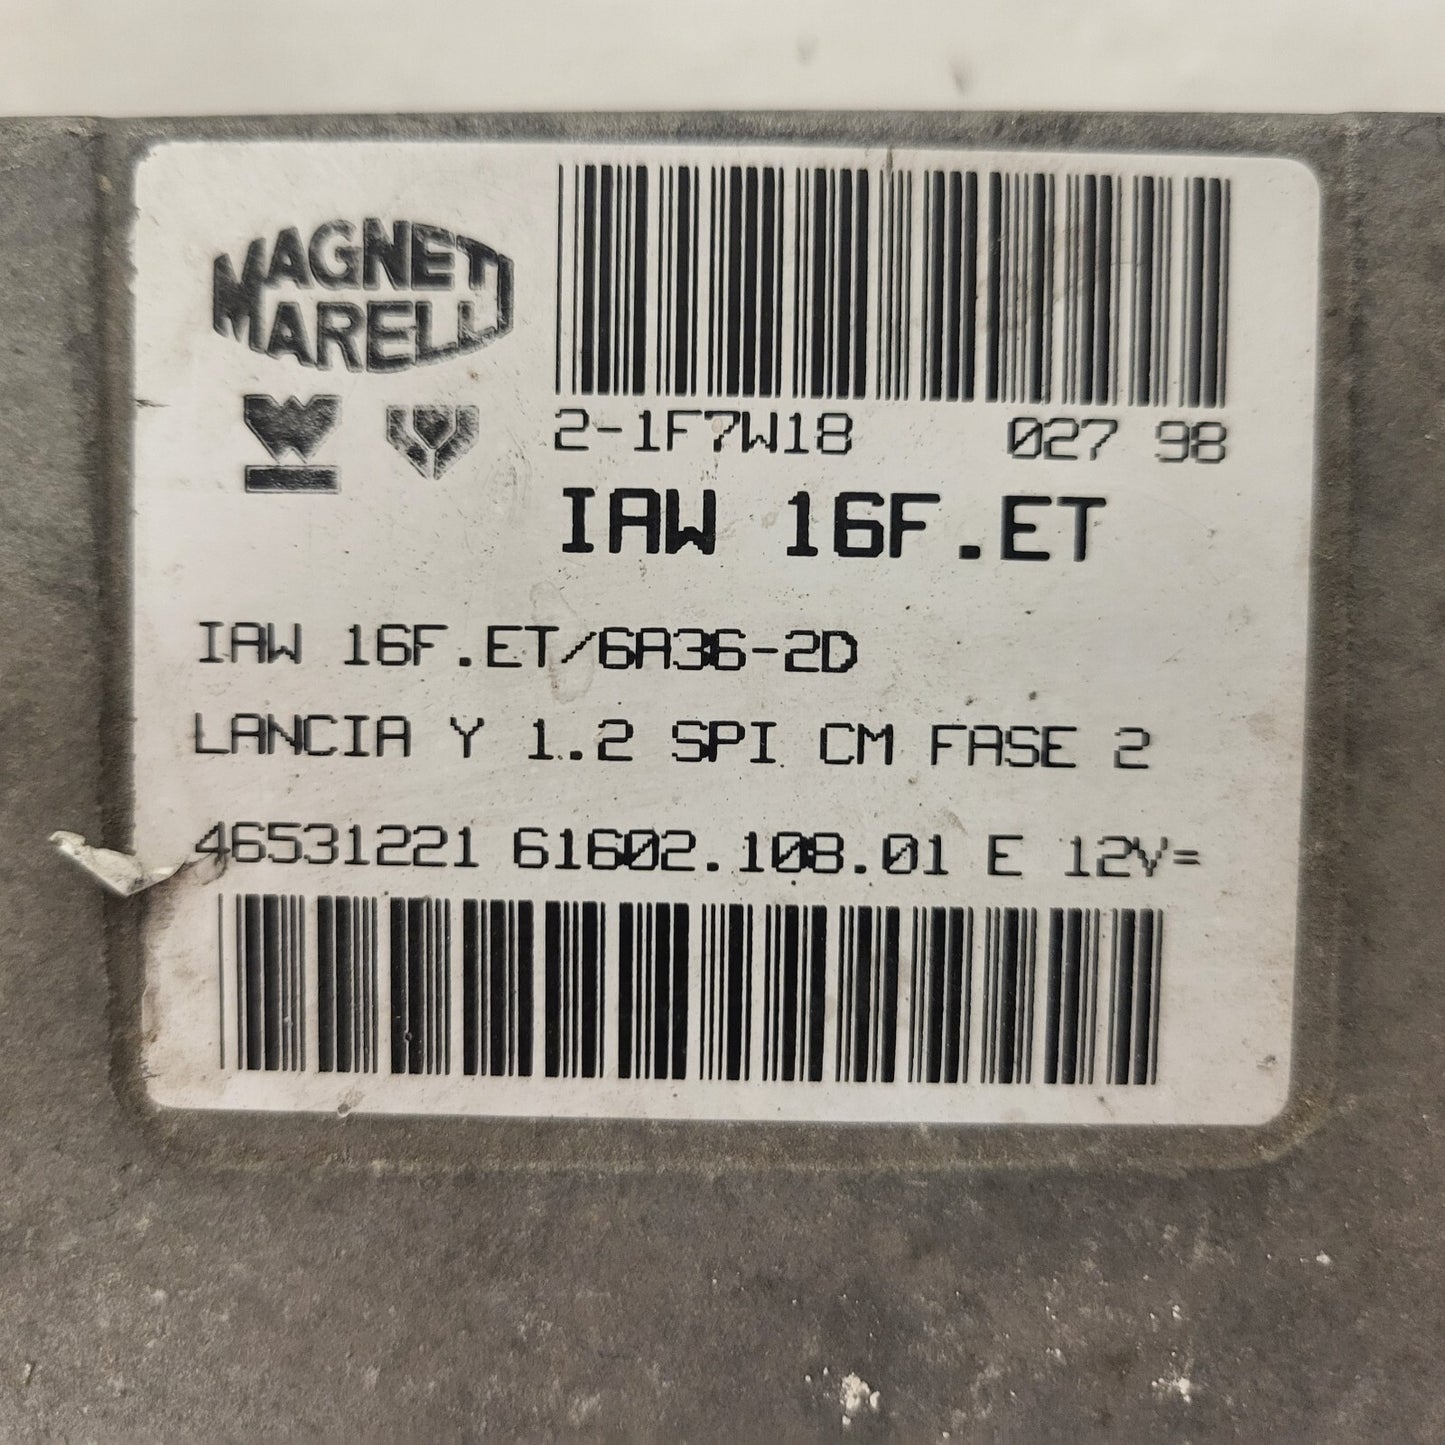 MAGNETI
MARELLI
2-1F7W18 027 98
IAW 16F.ET
IAW 16F.ET/6A36-2D
LANCIA Y 1.2 SPI CM FASE 2
46531221 61602.108.01 E 12V=